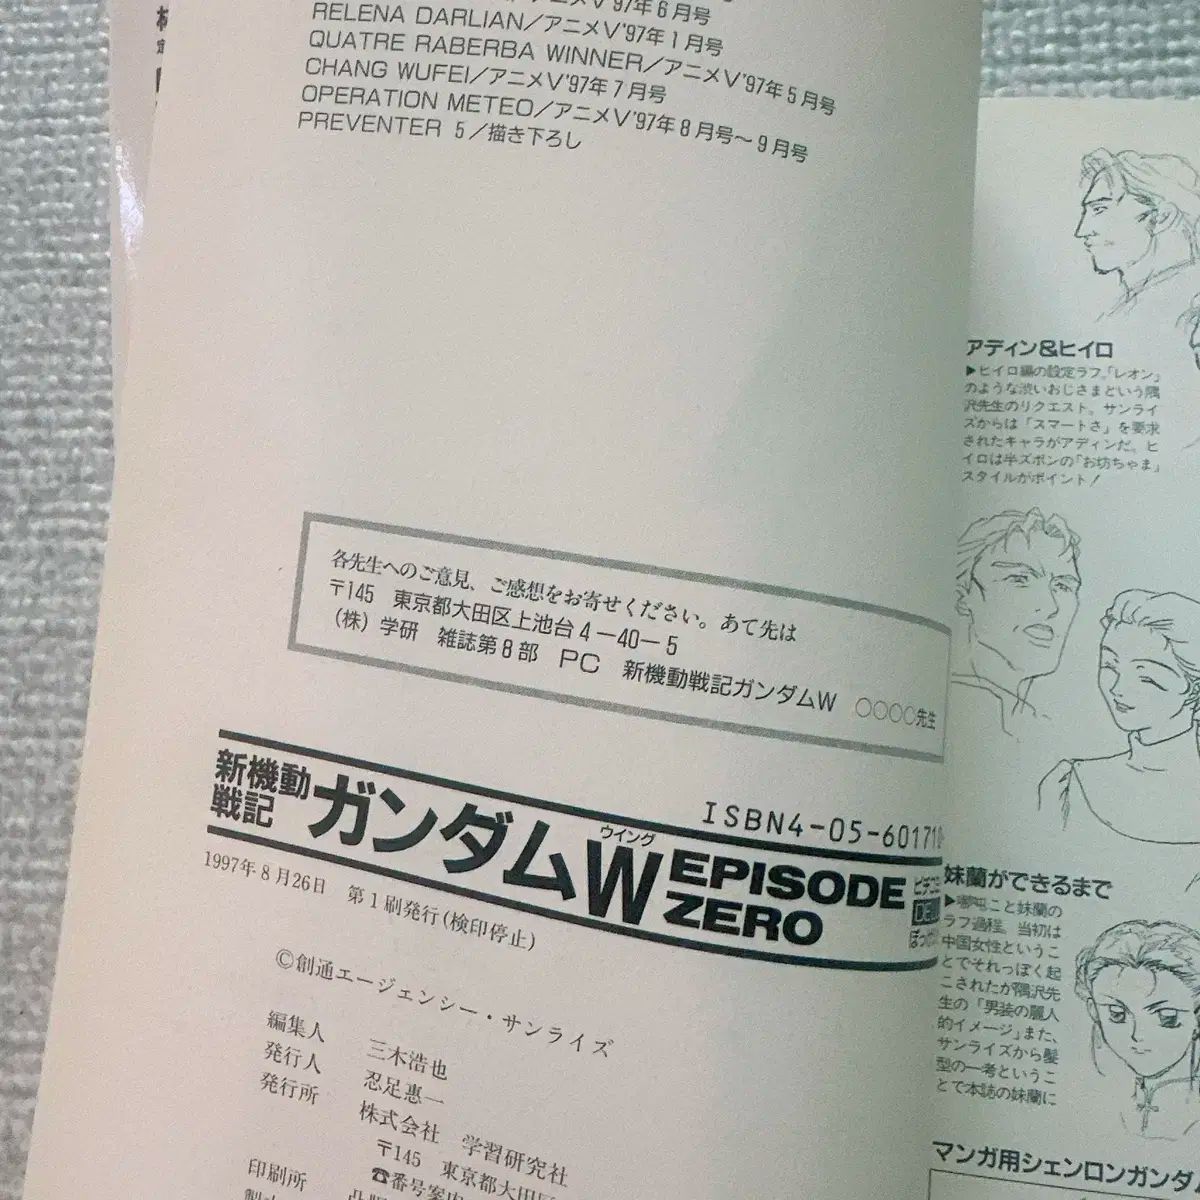 '97年6月号
RELENA DARLIAN/アニメV'97年1月号
QUATRE RABERBA WINNER/アニメV'97年5月号
CHANG WUFEI/アニメV'97年7月号
OPERATION METEO/アニメV'97年8月号〜9月号
PREVENTER 5/描き下ろし
各先生へのご意見、ご感想をお寄せください。あて先は
〒145 東京都大田区上池台4-40-5
(株)学研 雑誌第8部 PC 新機動戦記ガンダムW ○○○○先生
ISBN4-05-60171
新機動
戦記
ガンダムW
ウイング
EPISODE
ZERO
1997年8月26日 第1刷発行(検印停止)
©創通エージェンシー・サンライズ
編集人 三木浩也
発行人 忍足惠一
発行所 株式会社 学習研究社
〒145 東京都大田区
☎番号案内
印刷所 凸版
アディン&ヒイロ
▶ヒイロ編の設定ラフ。「レオン」
のような渋いおじさまという隅
沢先生のリクエスト。サンライ
ズからは「スマートさ」を要求
されたキャラがアディンだ。ヒ
イロは半ズボンの「お坊ちゃま」
スタイルがポイント!
妹蘭ができるまで
こと妹蘭の
ラフ過程。当初は
中国女性というこ
とでそれっぽく起
こされたが隅沢先
生の「男装の麗人
的イメージ」また、
サンライズから髪
型の一考というこ
とで本誌の妹蘭に
マンガ用シェンロンガンダ